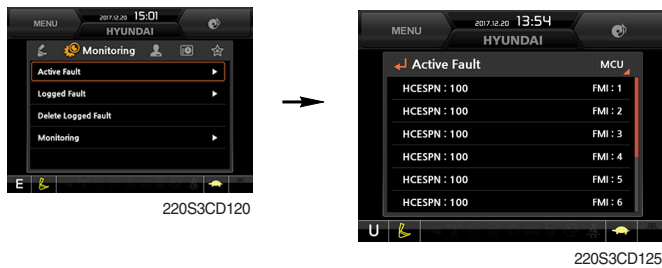 MENU
2017.12.20 15:01
HYUNDAI
Monitoring
Active Fault
Logged Fault
Delete Logged Fault
Monitoring
E
220S3CD120
MENU
2017.12.20 13:54
HYUNDAI
Active Fault MCU
HCESPN : 100 FMI : 1
HCESPN : 100 FMI : 2
HCESPN : 100 FMI : 3
HCESPN : 100 FMI : 4
HCESPN : 100 FMI : 5
HCESPN : 100 FMI : 6
U
220S3CD125